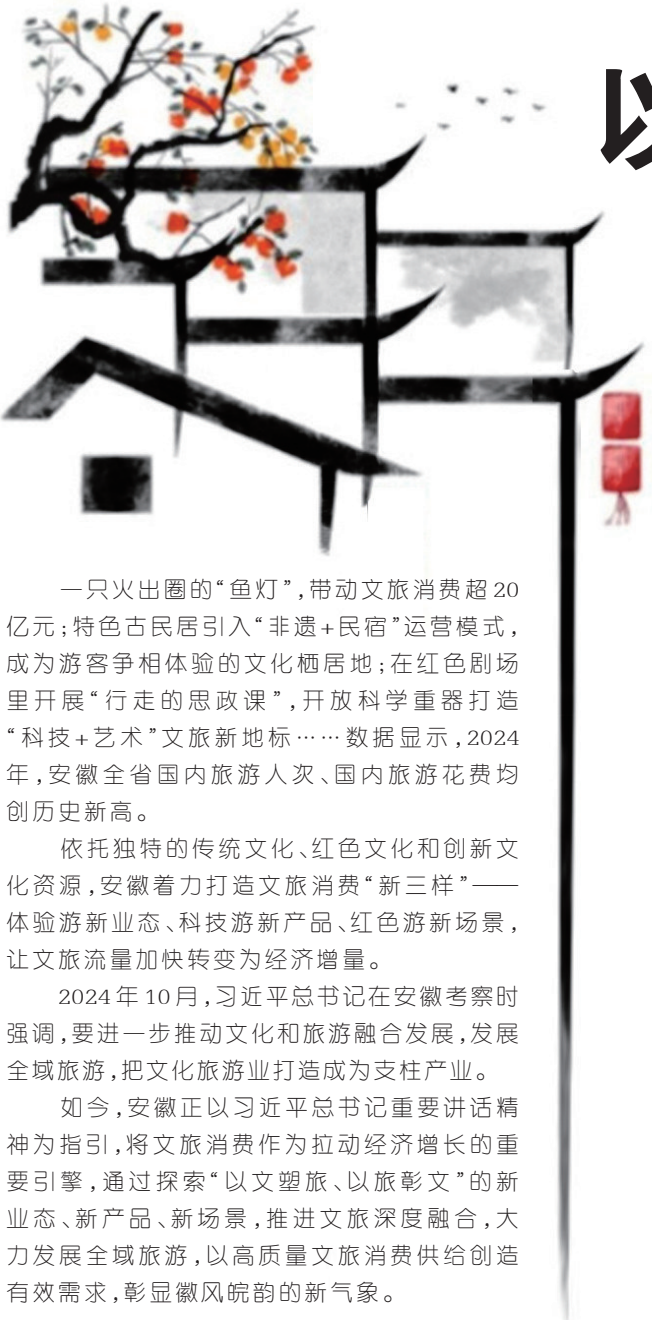 以
一只火出圈的“鱼灯”,带动文旅消费超20
亿元;特色古民居引入“非遗+民宿”运营模式,
成为游客争相体验的文化栖居地;在红色剧场
里开展“行走的思政课”,开放科学重器打造
“科技+艺术”文旅新地标……数据显示,2024
年,安徽全省国内旅游人次、国内旅游花费均
创历史新高。
依托独特的传统文化、红色文化和创新文
化资源,安徽着力打造文旅消费“新三样”——
体验游新业态、科技游新产品、红色游新场景,
让文旅流量加快转变为经济增量。
2024年10月,习近平总书记在安徽考察时
强调,要进一步推动文化和旅游融合发展,发展
全域旅游,把文化旅游业打造成为支柱产业。
如今,安徽正以习近平总书记重要讲话精
神为指引,将文旅消费作为拉动经济增长的重
要引擎,通过探索“以文塑旅、以旅彰文”的新
业态、新产品、新场景,推进文旅深度融合,大
力发展全域旅游,以高质量文旅消费供给创造
有效需求,彰显徽风皖韵的新气象。